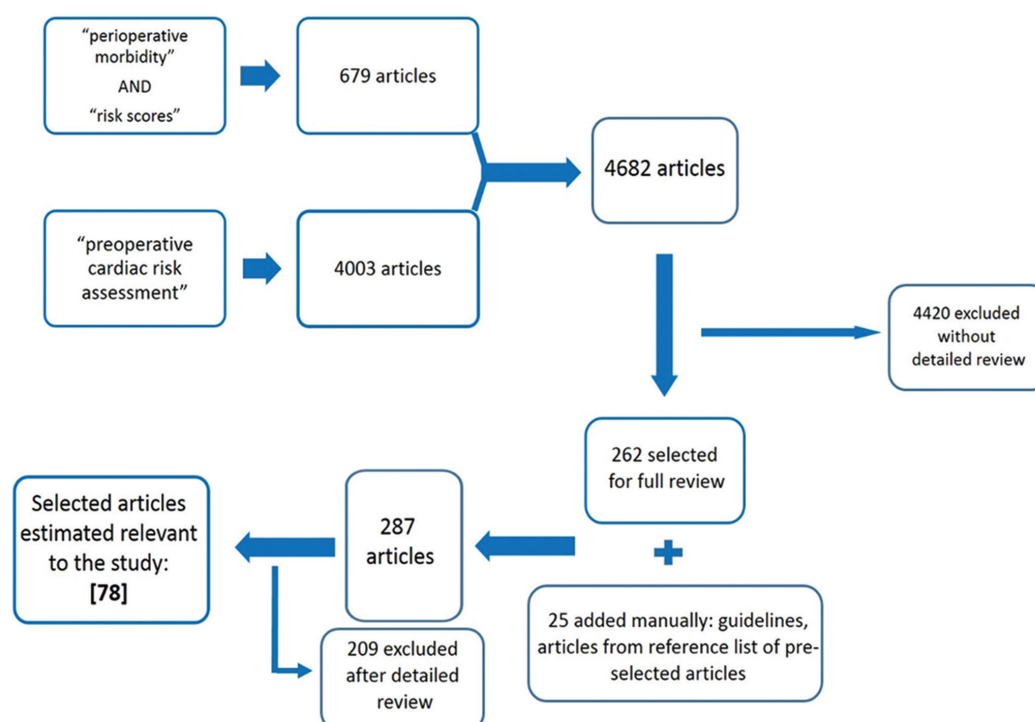 “perioperative
morbidity”
AND
“risk scores”
679 articles
“preoperative
cardiac risk
assessment”
4003 articles
4682 articles
4420 excluded
without
detailed review
262 selected
for full review
25 added manually: guidelines,
articles from reference list of pre-
selected articles
287
articles
209 excluded
after detailed
review
Selected articles
estimated relevant
to the study:
[78]